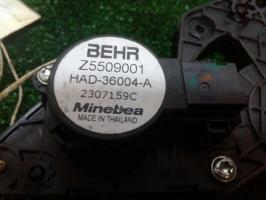 BEHR
Z5509001
HAD-36004-A
2307159C
Minebea
MADE IN THAILAND